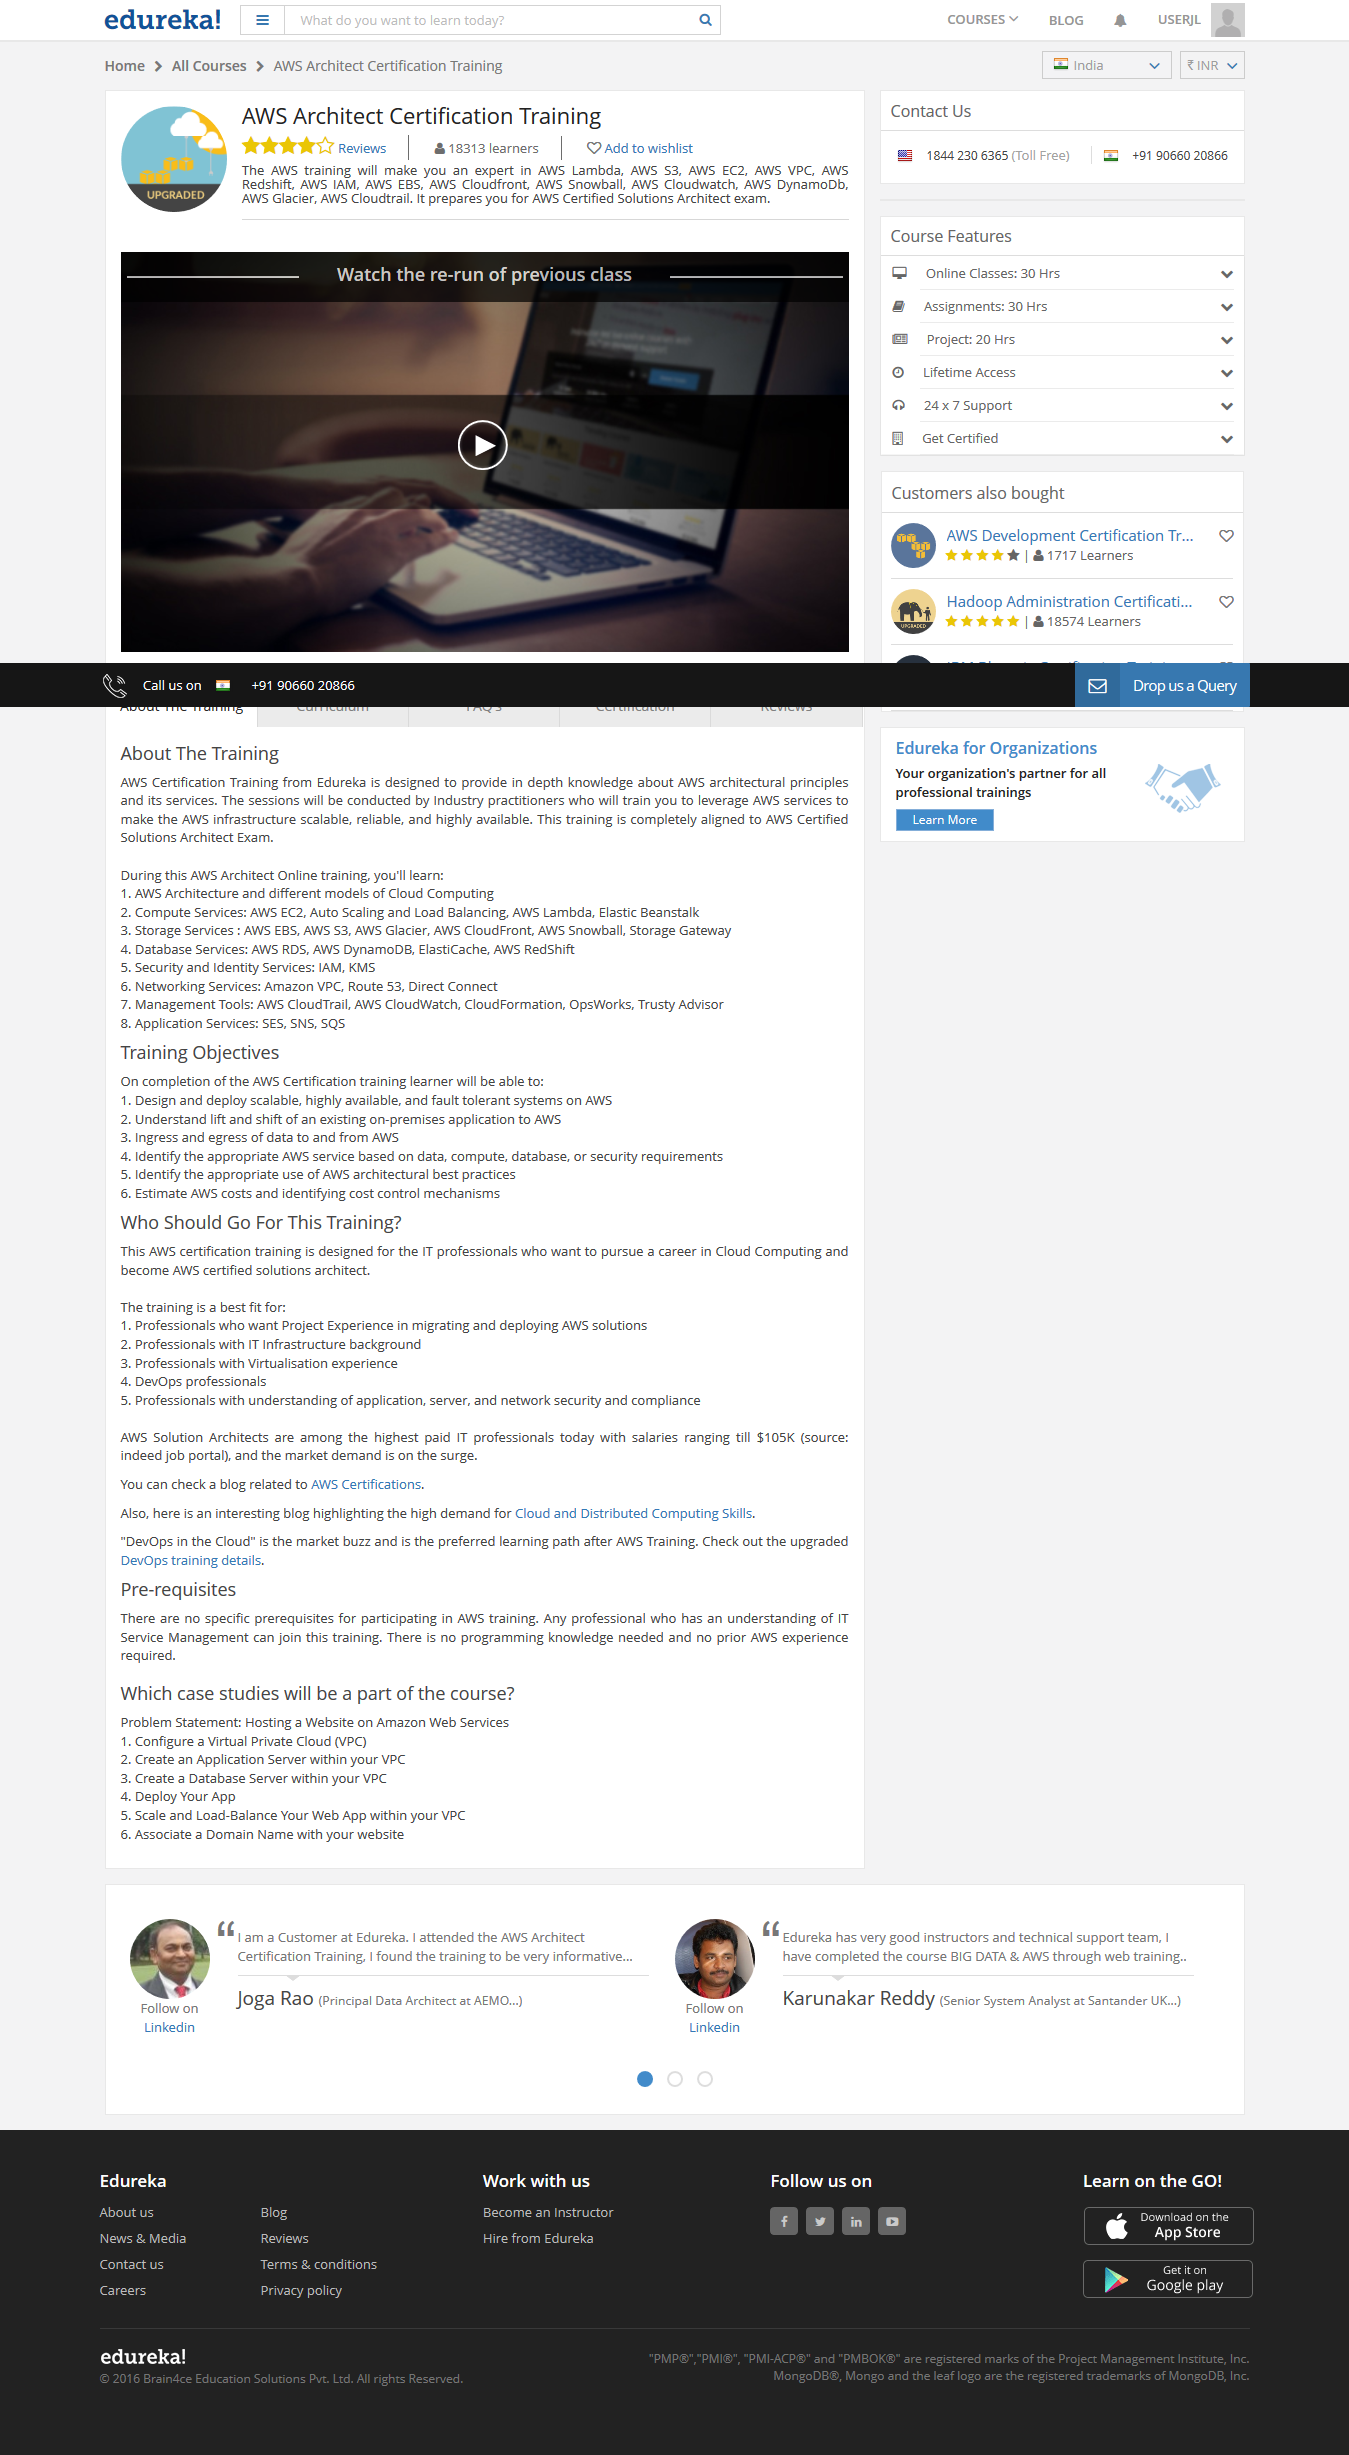 edureka!
What do you want to learn today?
COURSES
BLOG
USERJL
Home
All Courses
AWS Architect Certification Training
India
₹ INR
UPGRADED
AWS Architect Certification Training
Reviews
18313 learners
Add to wishlist
The AWS training will make you an expert in AWS Lambda, AWS S3, AWS EC2, AWS VPC, AWS
Redshift, AWS IAM, AWS EBS, AWS Cloudfront, AWS Snowball, AWS Cloudwatch, AWS DynamoDb,
AWS Glacier, AWS Cloudtrail. It prepares you for AWS Certified Solutions Architect exam.
Watch the re-run of previous class
Contact Us
1844 230 6365 (Toll Free)
+91 90660 20866
Course Features
Online Classes: 30 Hrs
Assignments: 30 Hrs
Project: 20 Hrs
Lifetime Access
24 x 7 Support
Get Certified
Customers also bought
AWS Development Certification Tr...
| 1717 Learners
Hadoop Administration Certificati...
UPGRADED
| 18574 Learners
Call us on
+91 90660 20866
Drop us a Query
About The Training
Curriculum
FAQ's
Certification
Reviews
Edureka for Organizations
Your organization's partner for all
professional trainings
Learn More
About The Training
AWS Certification Training from Edureka is designed to provide in depth knowledge about AWS architectural principles
and its services. The sessions will be conducted by Industry practitioners who will train you to leverage AWS services to
make the AWS infrastructure scalable, reliable, and highly available. This training is completely aligned to AWS Certified
Solutions Architect Exam.
During this AWS Architect Online training, you'll learn:
1. AWS Architecture and different models of Cloud Computing
2. Compute Services: AWS EC2, Auto Scaling and Load Balancing, AWS Lambda, Elastic Beanstalk
3. Storage Services : AWS EBS, AWS S3, AWS Glacier, AWS CloudFront, AWS Snowball, Storage Gateway
4. Database Services: AWS RDS, AWS DynamoDB, ElastiCache, AWS RedShift
5. Security and Identity Services: IAM, KMS
6. Networking Services: Amazon VPC, Route 53, Direct Connect
7. Management Tools: AWS CloudTrail, AWS CloudWatch, CloudFormation, OpsWorks, Trusty Advisor
8. Application Services: SES, SNS, SQS
Training Objectives
On completion of the AWS Certification training learner will be able to:
1. Design and deploy scalable, highly available, and fault tolerant systems on AWS
2. Understand lift and shift of an existing on-premises application to AWS
3. Ingress and egress of data to and from AWS
4. Identify the appropriate AWS service based on data, compute, database, or security requirements
5. Identify the appropriate use of AWS architectural best practices
6. Estimate AWS costs and identifying cost control mechanisms
Who Should Go For This Training?
This AWS certification training is designed for the IT professionals who want to pursue a career in Cloud Computing and
become AWS certified solutions architect.
The training is a best fit for:
1. Professionals who want Project Experience in migrating and deploying AWS solutions
2. Professionals with IT Infrastructure background
3. Professionals with Virtualisation experience
4. DevOps professionals
5. Professionals with understanding of application, server, and network security and compliance
AWS Solution Architects are among the highest paid IT professionals today with salaries ranging till $105K (source:
indeed job portal), and the market demand is on the surge.
You can check a blog related to AWS Certifications.
Also, here is an interesting blog highlighting the high demand for Cloud and Distributed Computing Skills.
"DevOps in the Cloud" is the market buzz and is the preferred learning path after AWS Training. Check out the upgraded
DevOps training details.
Pre-requisites
There are no specific prerequisites for participating in AWS training. Any professional who has an understanding of IT
Service Management can join this training. There is no programming knowledge needed and no prior AWS experience
required.
Which case studies will be a part of the course?
Problem Statement: Hosting a Website on Amazon Web Services
1. Configure a Virtual Private Cloud (VPC)
2. Create an Application Server within your VPC
3. Create a Database Server within your VPC
4. Deploy Your App
5. Scale and Load-Balance Your Web App within your VPC
6. Associate a Domain Name with your website
“ I am a Customer at Edureka. I attended the AWS Architect
Certification Training, I found the training to be very informative...
Joga Rao (Principal Data Architect at AEMO...)
Follow on
Linkedin
“ Edureka has very good instructors and technical support team, I
have completed the course BIG DATA & AWS through web training..
Karunakar Reddy (Senior System Analyst at Santander UK...)
Follow on
Linkedin
Edureka
About us
News & Media
Contact us
Careers
Blog
Reviews
Terms & conditions
Privacy policy
Work with us
Become an Instructor
Hire from Edureka
Follow us on
Learn on the GO!
Download on the
App Store
Get it on
Google play
edureka!
© 2016 Brain4ce Education Solutions Pvt. Ltd. All rights Reserved.
"PMP®","PMI®", "PMI-ACP®" and "PMBOK®" are registered marks of the Project Management Institute, Inc.
MongoDB®, Mongo and the leaf logo are the registered trademarks of MongoDB, Inc.